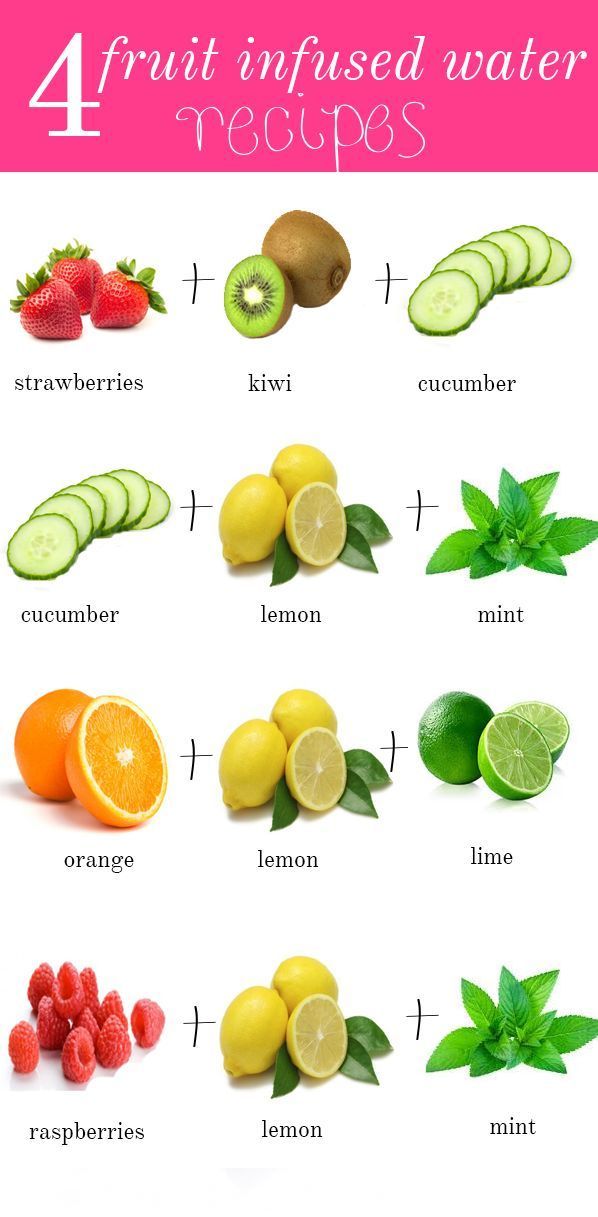 4 fruit infused water
recipes
+ +
strawberries kiwi cucumber
+ +
cucumber lemon mint
+ +
orange lemon lime
+ +
raspberries lemon mint